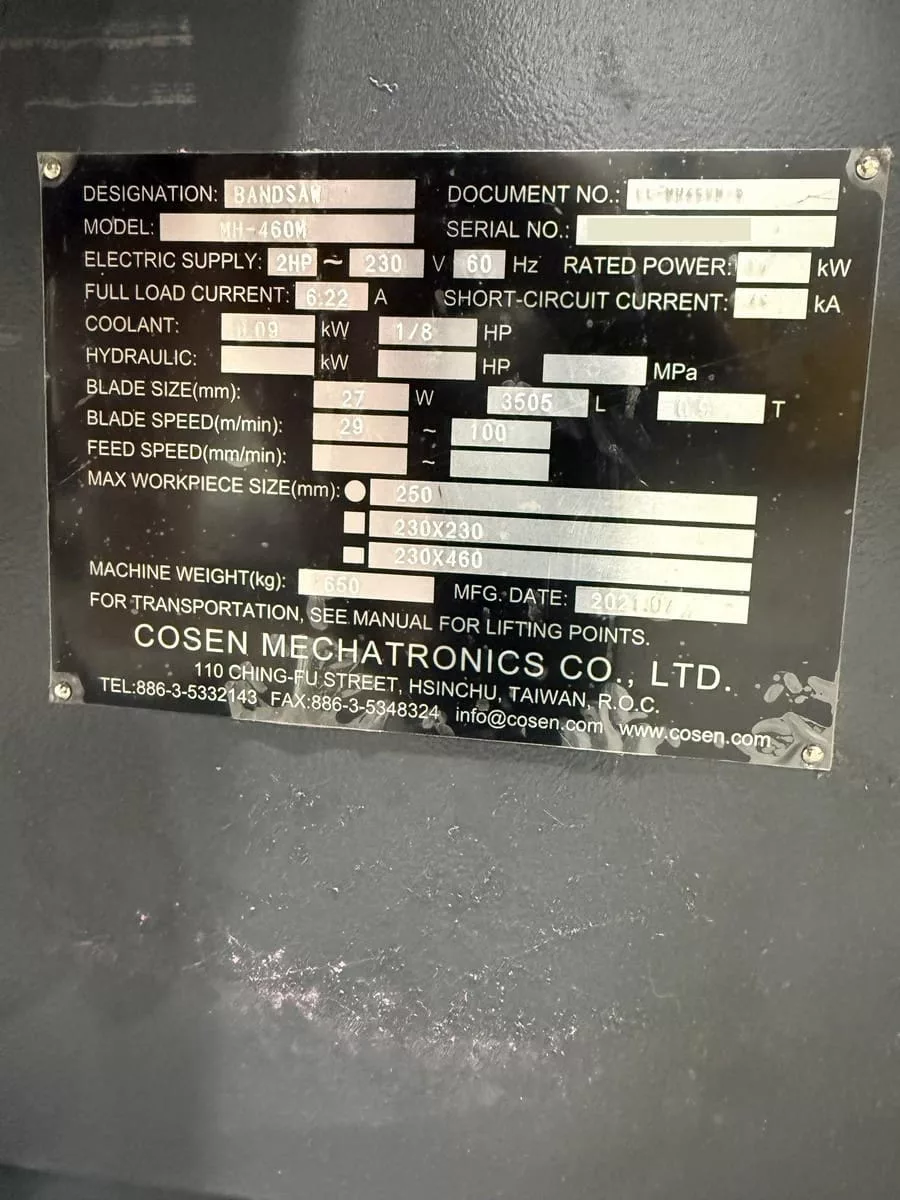 DESIGNATION: BANDSAW DOCUMENT NO.:
MODEL: MH-460M SERIAL NO.:
ELECTRIC SUPPLY: 2HP ~ 230 V 60 Hz RATED POWER: kW
FULL LOAD CURRENT: 6.22 A SHORT-CIRCUIT CURRENT: kA
COOLANT: 0.09 kW 1/8 HP
HYDRAULIC: kW HP MPa
BLADE SIZE(mm): 27 W 3505 L 0.9 T
BLADE SPEED(m/min): 29 ~ 100
FEED SPEED(mm/min): ~
MAX WORKPIECE SIZE(mm): 250
230X230
230X460
MACHINE WEIGHT(kg): 650 MFG. DATE: 2021.07
FOR TRANSPORTATION, SEE MANUAL FOR LIFTING POINTS.
COSEN MECHATRONICS CO., LTD.
110 CHING-FU STREET, HSINCHU, TAIWAN, R.O.C.
TEL:886-3-5332143 FAX:886-3-5348324 info@cosen.com www.cosen.com